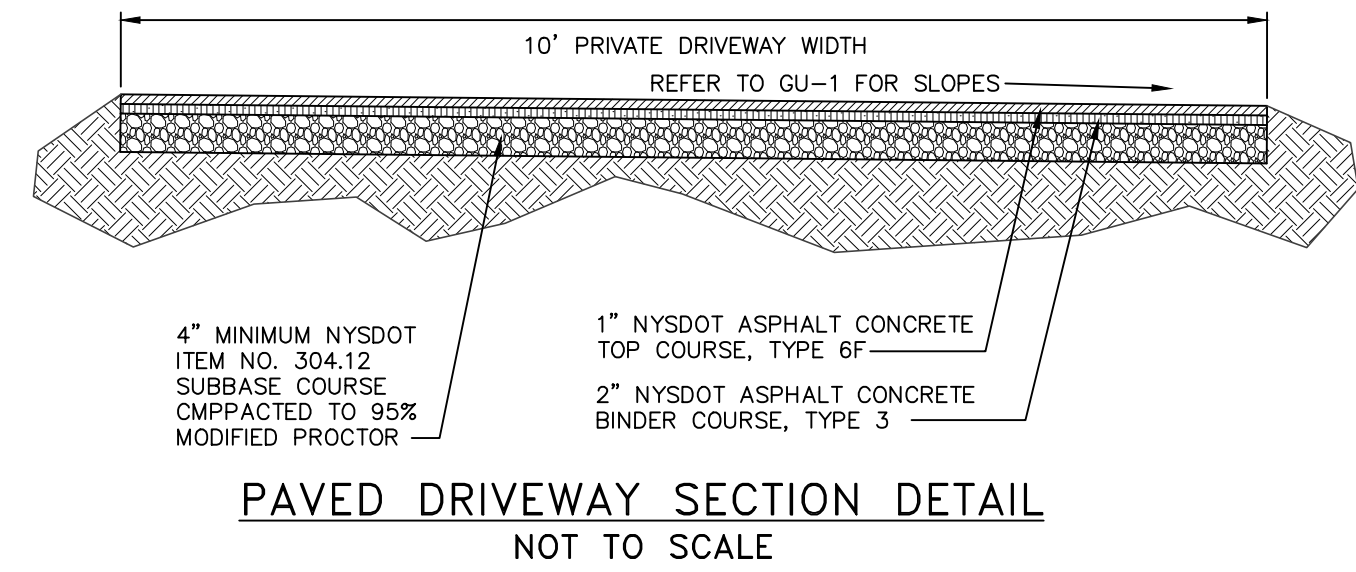 10' PRIVATE DRIVEWAY WIDTH
REFER TO GU-1 FOR SLOPES
4" MINIMUM NYSDOT
ITEM NO. 304.12
SUBBASE COURSE
CMPPACTED TO 95%
MODIFIED PROCTOR
1" NYSDOT ASPHALT CONCRETE
TOP COURSE, TYPE 6F
2" NYSDOT ASPHALT CONCRETE
BINDER COURSE, TYPE 3
PAVED DRIVEWAY SECTION DETAIL
NOT TO SCALE